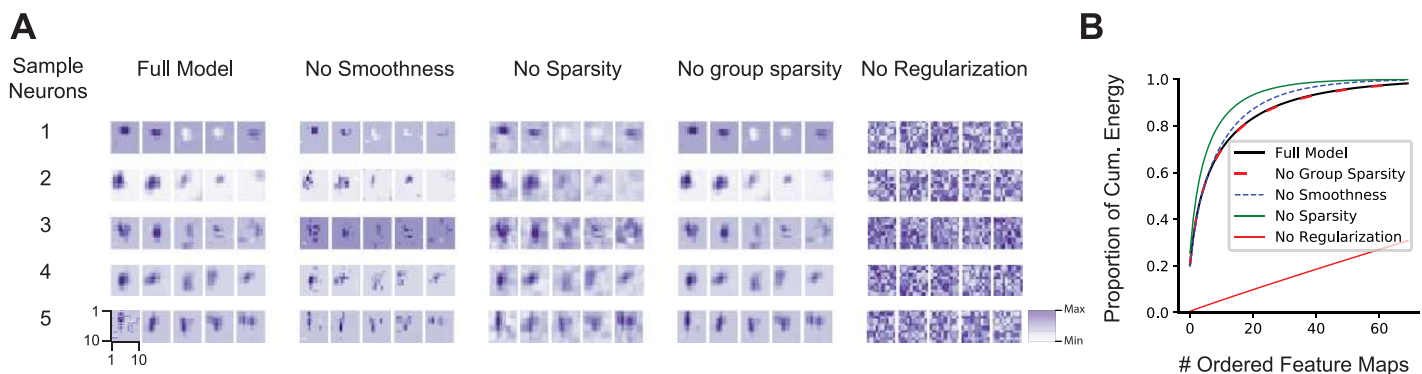 A
B
Sample Neurons
Full Model
No Smoothness
No Sparsity
No group sparsity
No Regularization
1
2
3
4
5
1
10
1
10
Max
Min
Proportion of Cum. Energy
1.0
0.8
0.6
0.4
0.2
0.0
Full Model
No Group Sparsity
No Smoothness
No Sparsity
No Regularization
0
20
40
60
# Ordered Feature Maps